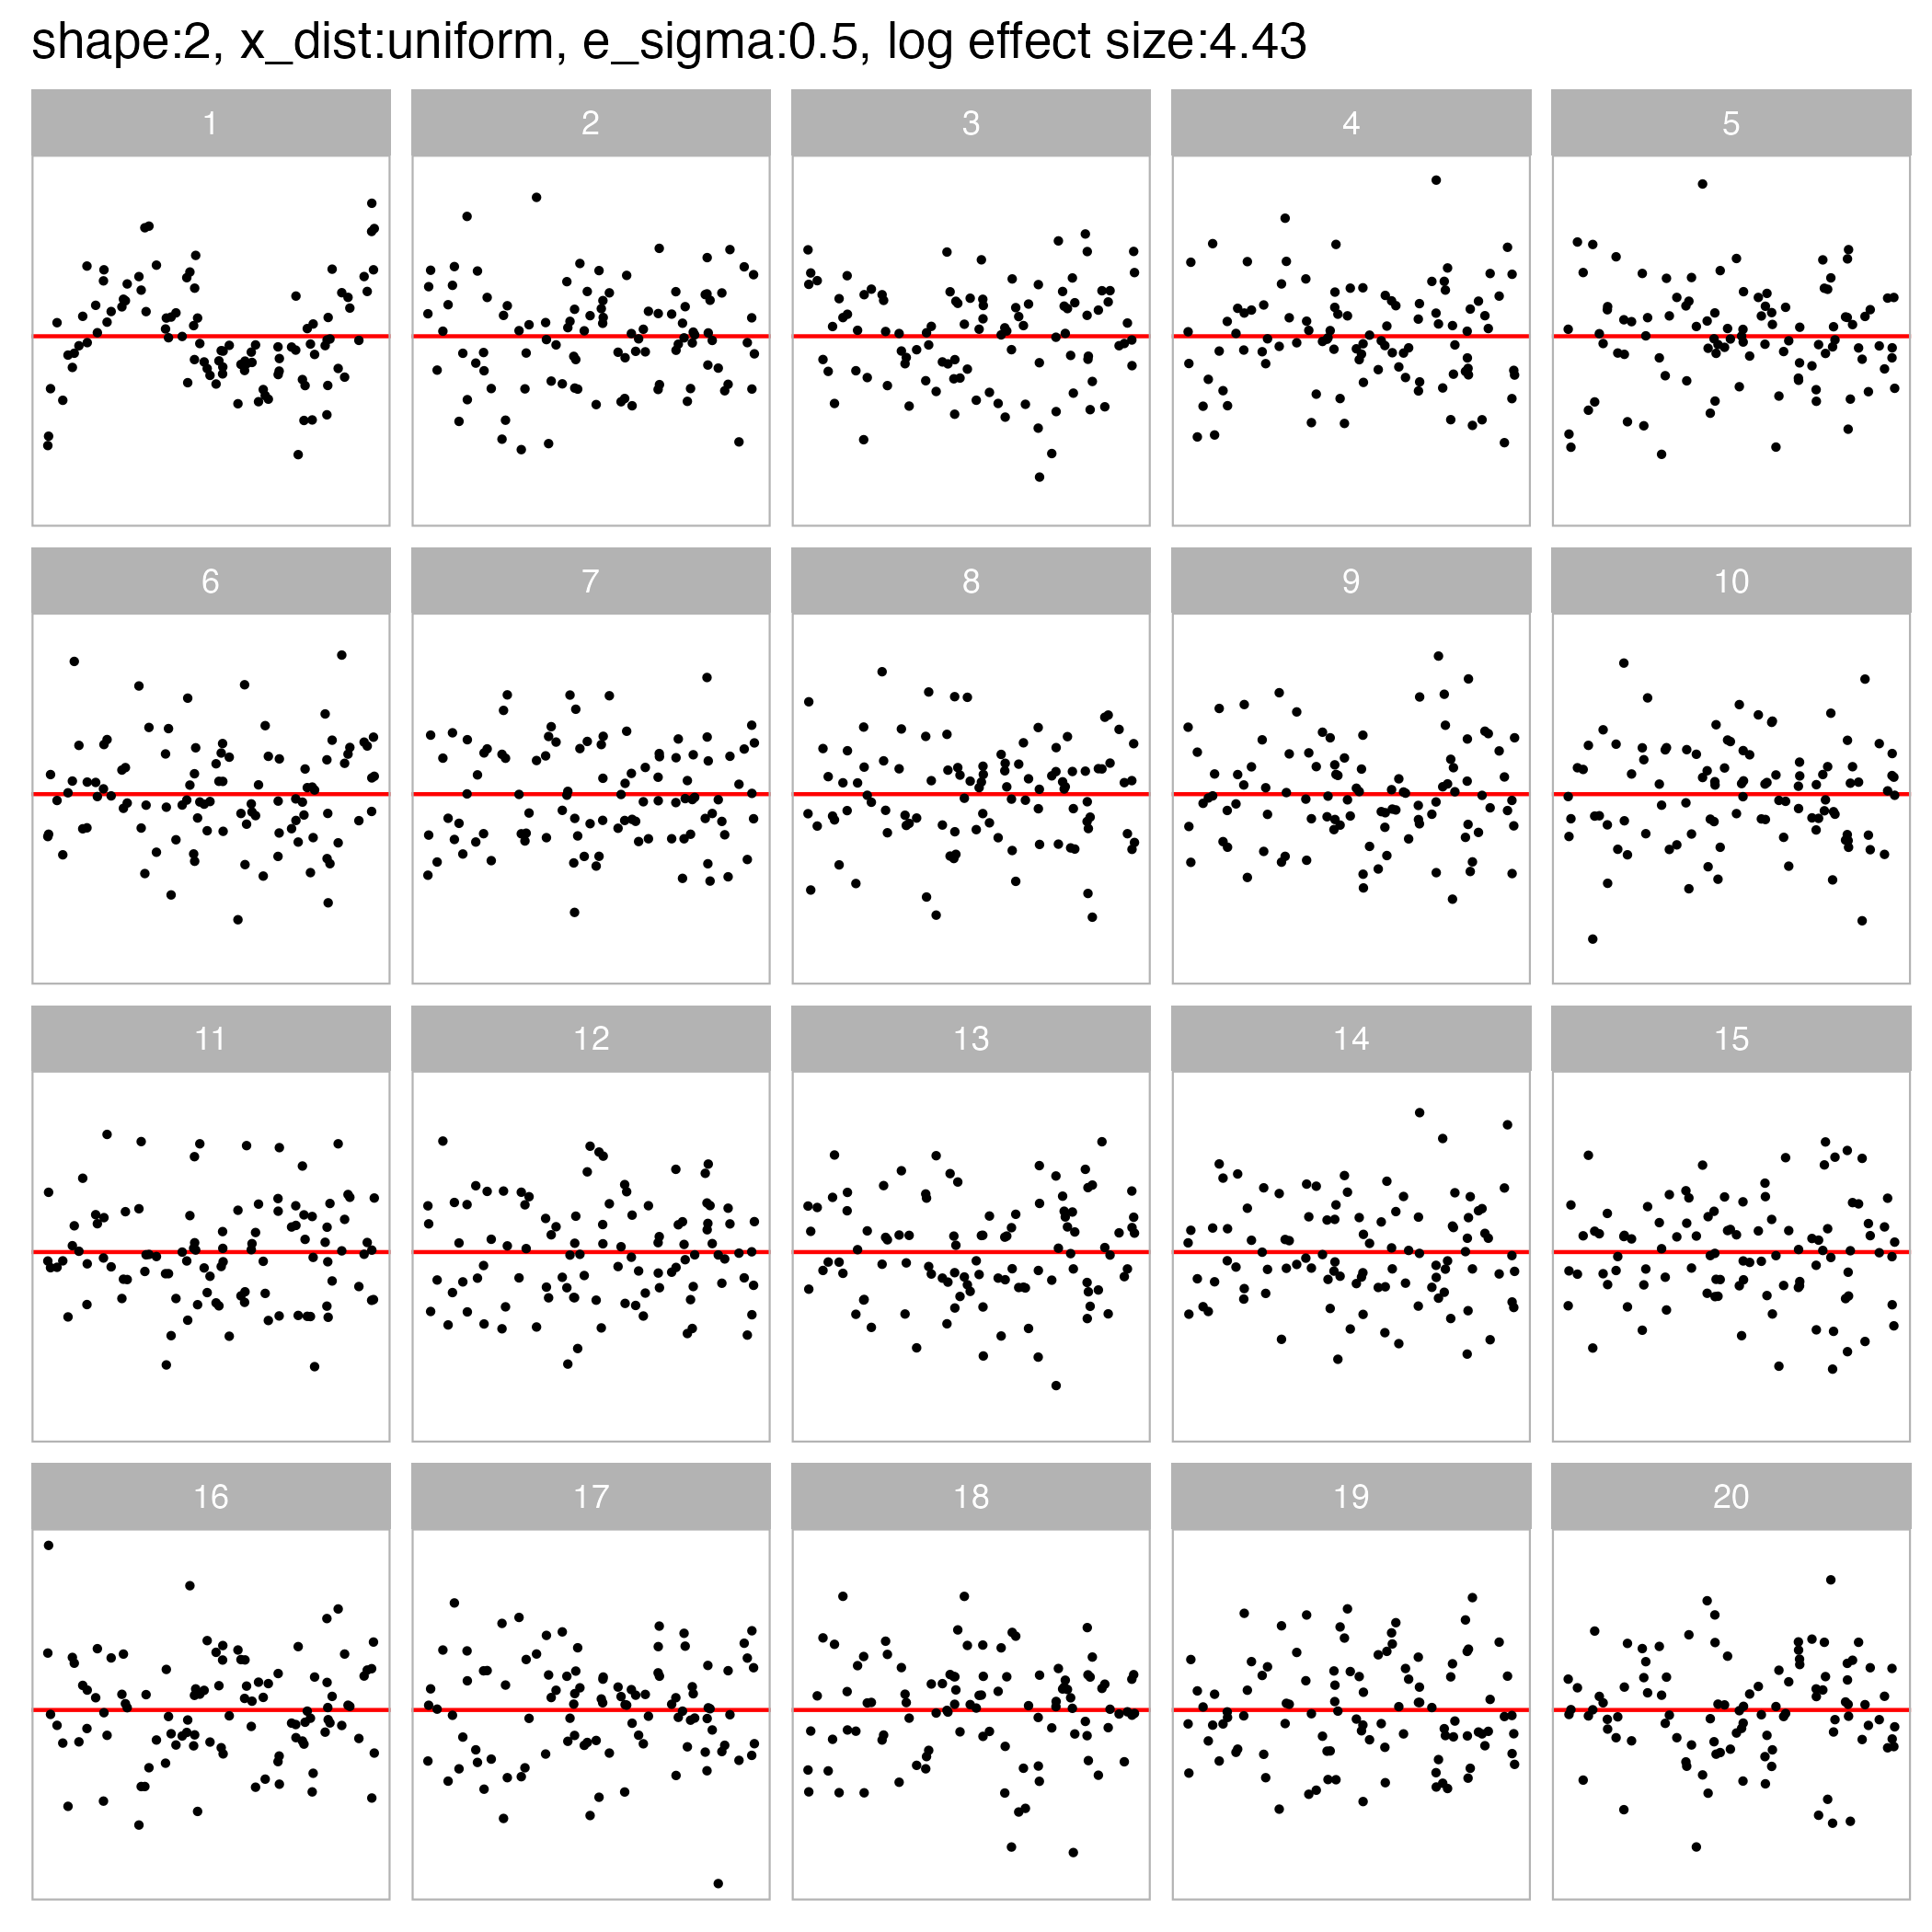 shape:2, x_dist:uniform, e_sigma:0.5, log effect size:4.43
1 2 3 4 5
6 7 8 9 10
11 12 13 14 15
16 17 18 19 20